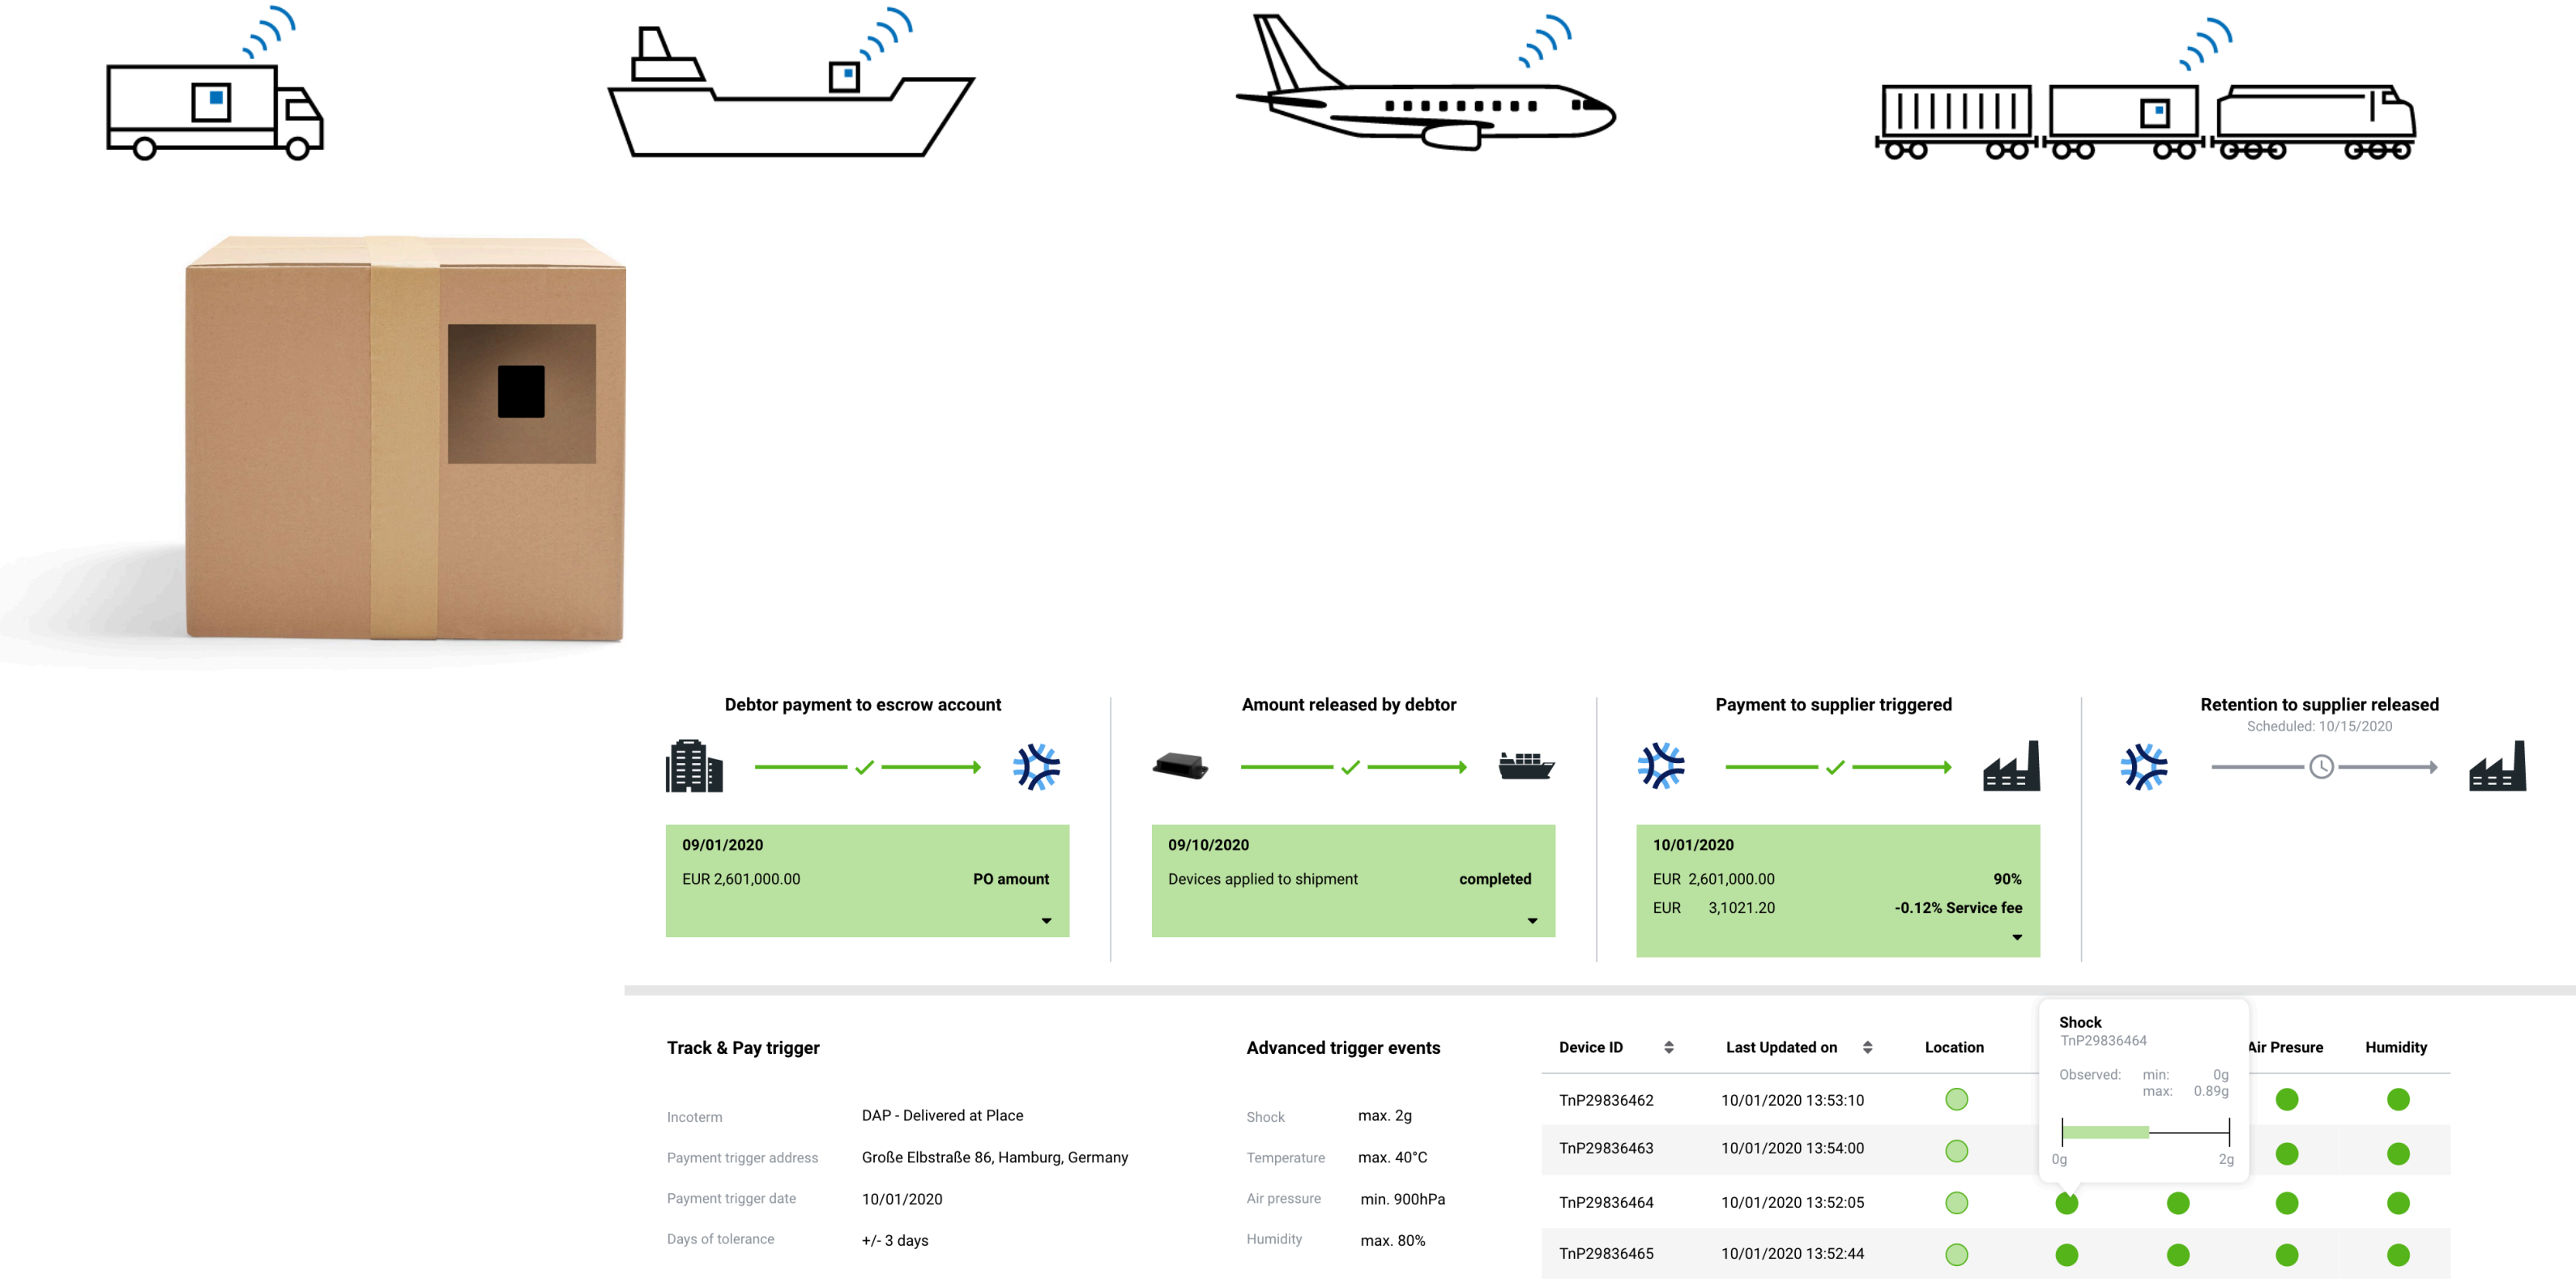 Debtor payment to escrow account
Amount released by debtor
Payment to supplier triggered
Retention to supplier released
Scheduled: 10/15/2020
09/01/2020
EUR 2,601,000.00 PO amount
09/10/2020
Devices applied to shipment completed
10/01/2020
EUR 2,601,000.00 90%
EUR 3,1021.20 -0.12% Service fee
Track & Pay trigger
Incoterm DAP - Delivered at Place
Payment trigger address Große Elbstraße 86, Hamburg, Germany
Payment trigger date 10/01/2020
Days of tolerance +/- 3 days
Advanced trigger events
Shock max. 2g
Temperature max. 40°C
Air pressure min. 900hPa
Humidity max. 80%
Device ID Last Updated on Location Air Presure Humidity
TnP29836462 10/01/2020 13:53:10
TnP29836463 10/01/2020 13:54:00
TnP29836464 10/01/2020 13:52:05
TnP29836465 10/01/2020 13:52:44
Shock
TnP29836464
Observed: min: 0g
max: 0.89g
0g 2g